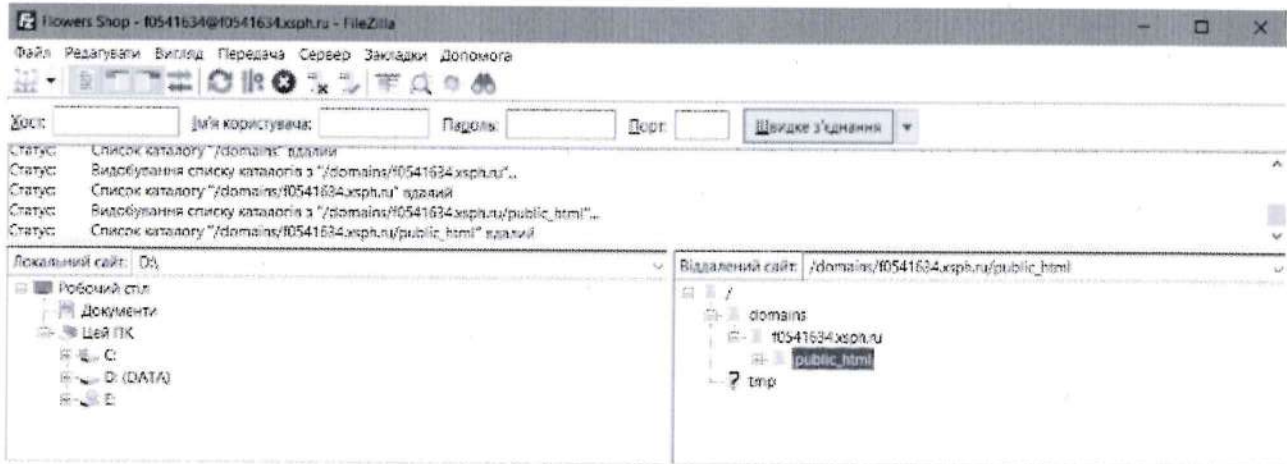 Flowers Shop - f0541634@f0541634.xsph.ru - FileZilla
Файл Редагувати Вигляд Передача Сервер Закладки Допомога
Хост: Ім'я користувача: Пароль: Порт: Швидке з'єднання
Статус: Список каталогу "/domains" вдалий
Статус: Видобування списку каталогів з "/domains/f0541634.xsph.ru"...
Статус: Список каталогу "/domains/f0541634.xsph.ru" вдалий
Статус: Видобування списку каталогів з "/domains/f0541634.xsph.ru/public_html"...
Статус: Список каталогу "/domains/f0541634.xsph.ru/public_html" вдалий
Локальний сайт: D:\
Робочий стіл
Документи
Цей ПК
C:
D: (DATA)
E:
Віддалений сайт: /domains/f0541634.xsph.ru/public_html
/
domains
f0541634.xsph.ru
public_html
? tmp